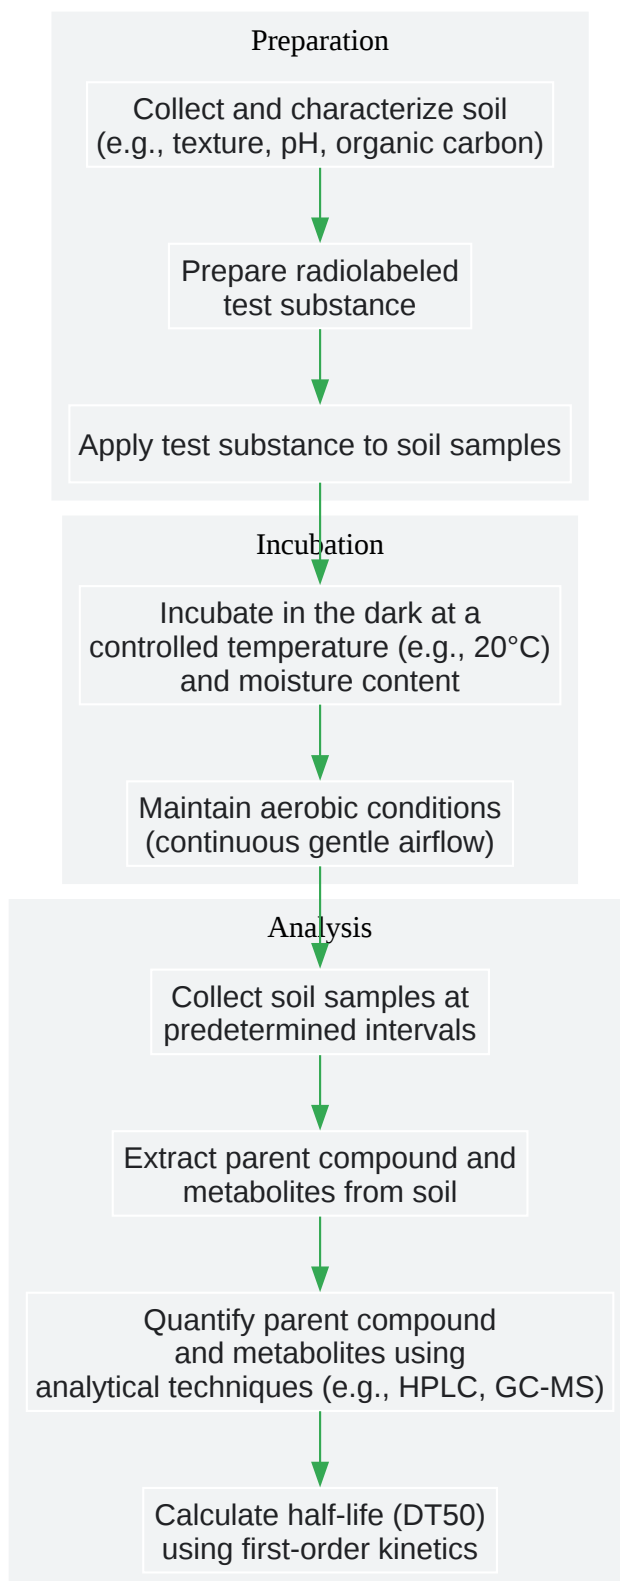 Preparation
Collect and characterize soil
(e.g., texture, pH, organic carbon)
Prepare radiolabeled
test substance
Apply test substance to soil samples
Incubation
Incubate in the dark at a
controlled temperature (e.g., 20°C)
and moisture content
Maintain aerobic conditions
(continuous gentle airflow)
Analysis
Collect soil samples at
predetermined intervals
Extract parent compound and
metabolites from soil
Quantify parent compound
and metabolites using
analytical techniques (e.g., HPLC, GC-MS)
Calculate half-life (DT50)
using first-order kinetics